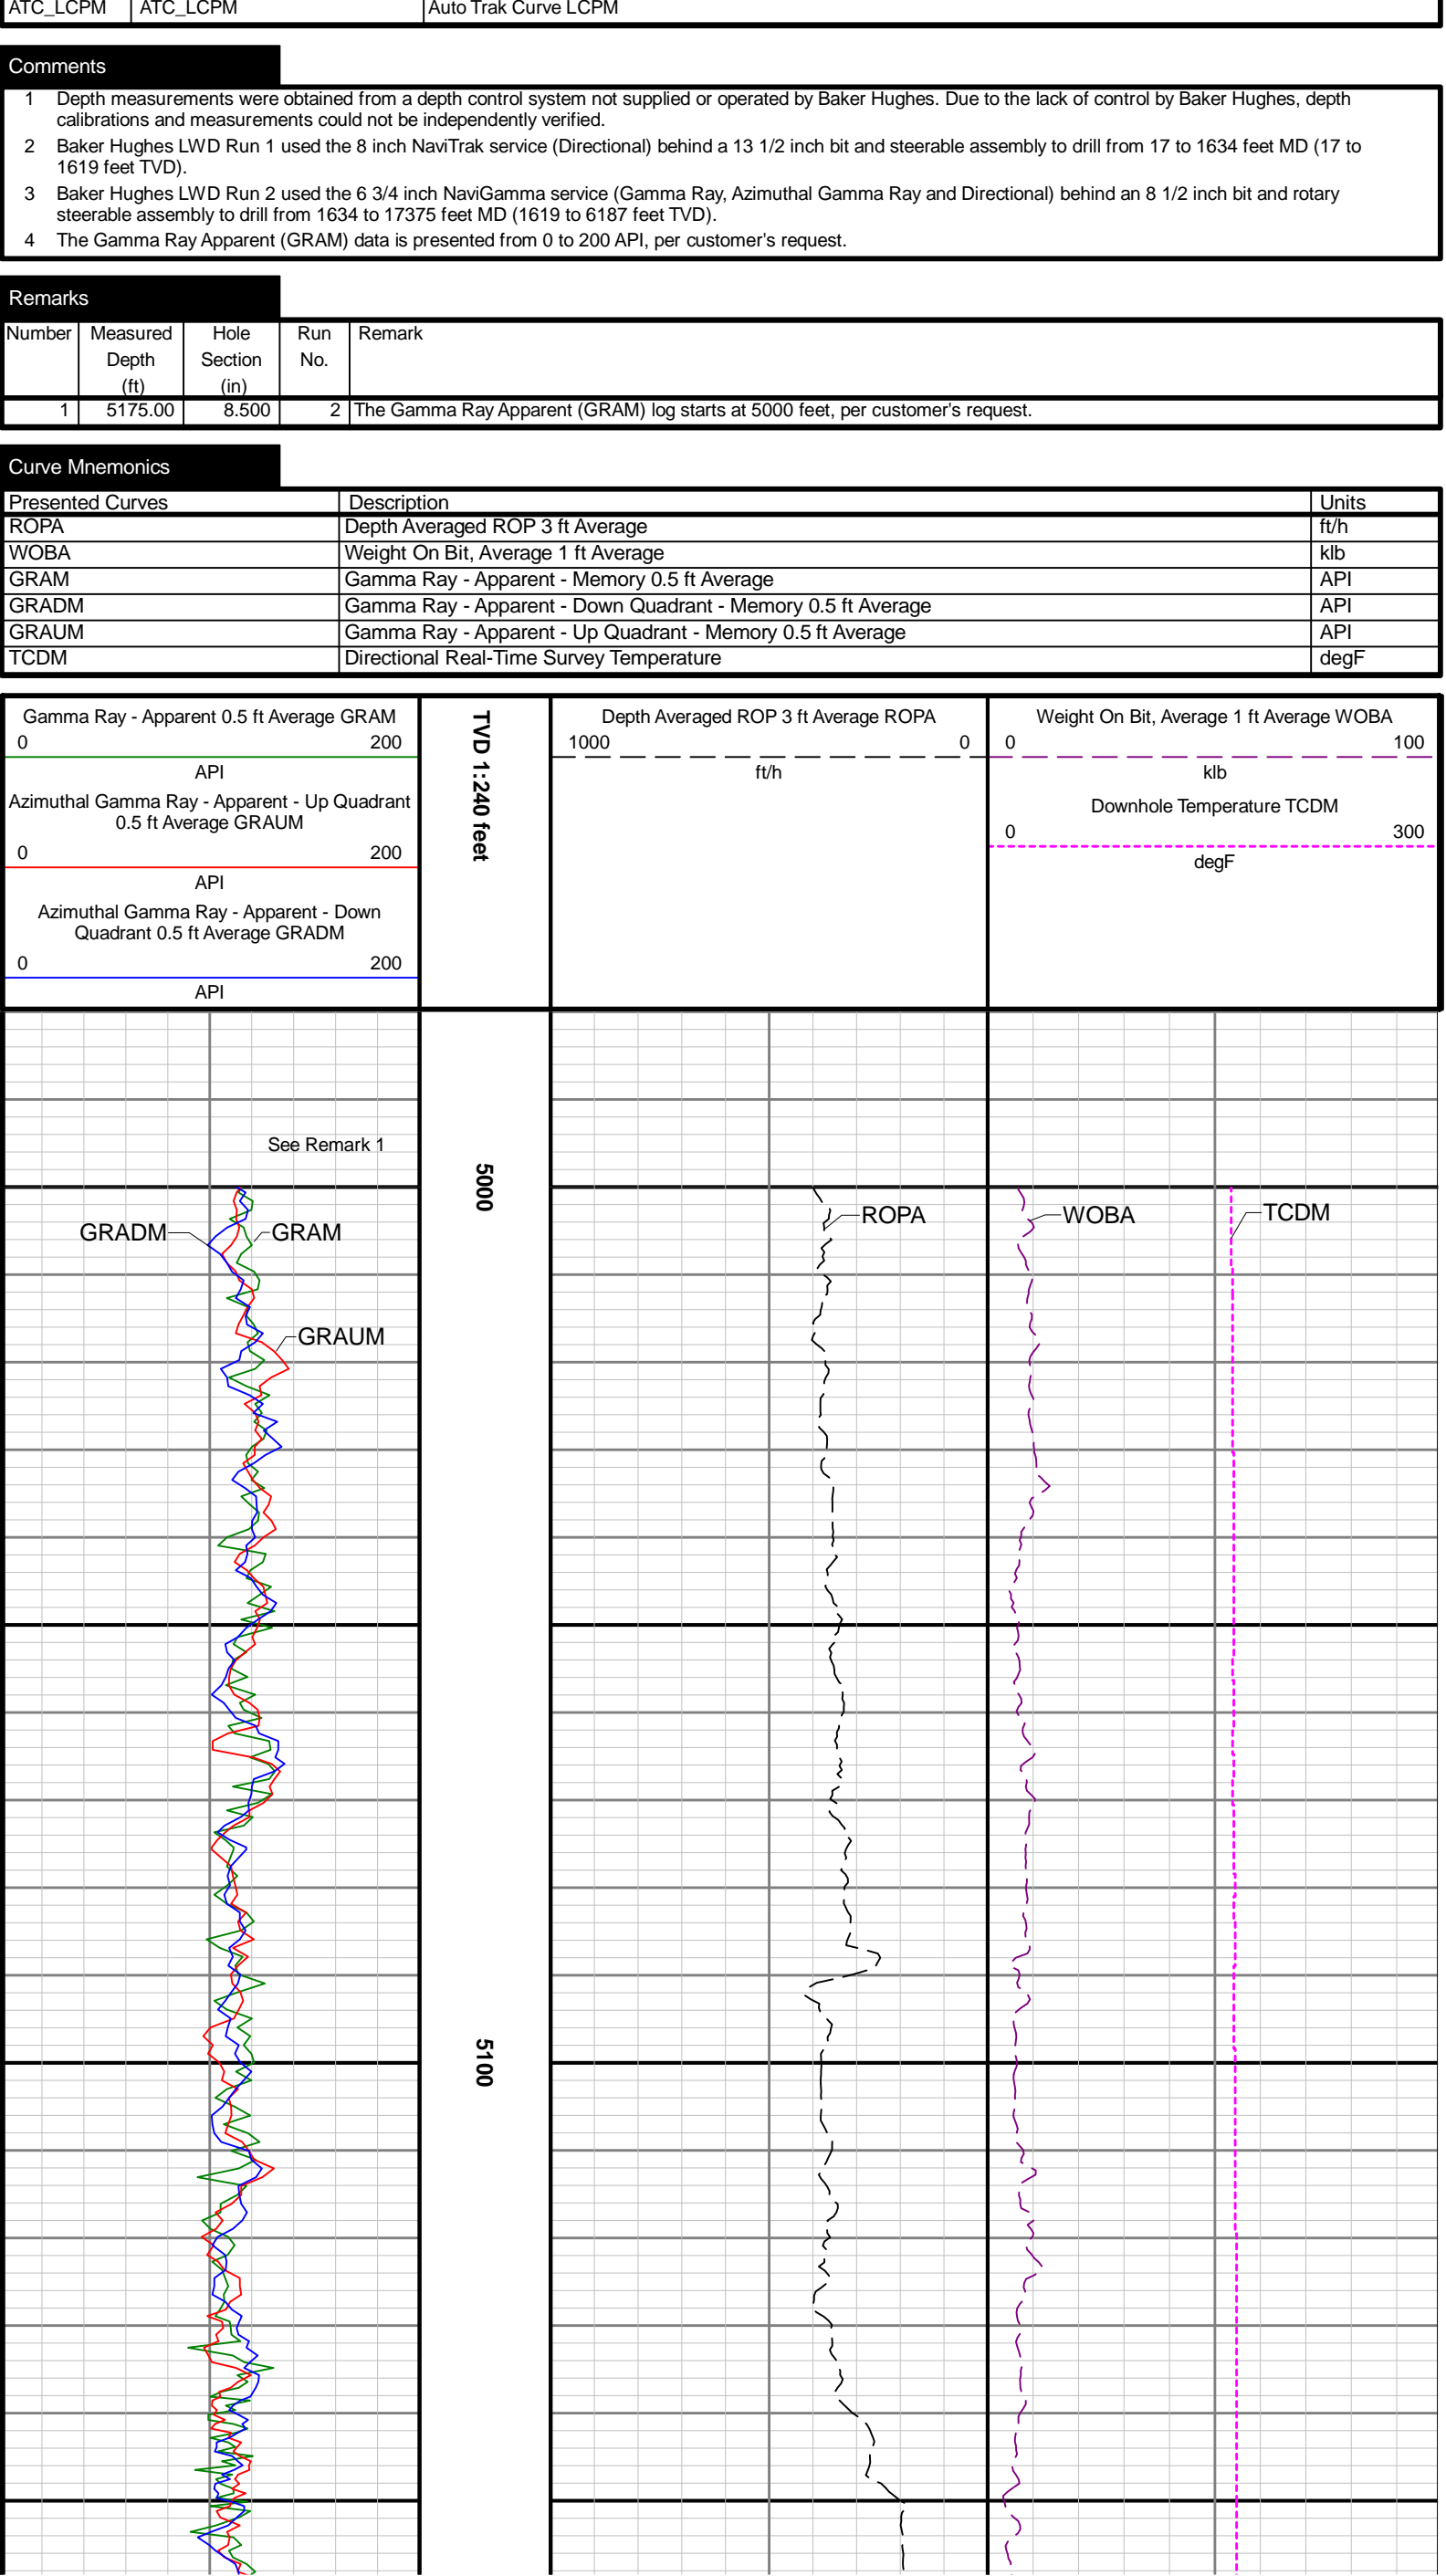 ATC_LCPM ATC_LCPM Auto Trak Curve LCPM
Comments
1 Depth measurements were obtained from a depth control system not supplied or operated by Baker Hughes. Due to the lack of control by Baker Hughes, depth
calibrations and measurements could not be independently verified.
2 Baker Hughes LWD Run 1 used the 8 inch NaviTrak service (Directional) behind a 13 1/2 inch bit and steerable assembly to drill from 17 to 1634 feet MD (17 to
1619 feet TVD).
3 Baker Hughes LWD Run 2 used the 6 3/4 inch NaviGamma service (Gamma Ray, Azimuthal Gamma Ray and Directional) behind an 8 1/2 inch bit and rotary
steerable assembly to drill from 1634 to 17375 feet MD (1619 to 6187 feet TVD).
4 The Gamma Ray Apparent (GRAM) data is presented from 0 to 200 API, per customer's request.
Remarks
Number Measured Hole Run Remark
Depth Section No.
(ft) (in)
1 5175.00 8.500 2 The Gamma Ray Apparent (GRAM) log starts at 5000 feet, per customer's request.
Curve Mnemonics
Presented Curves Description Units
ROPA Depth Averaged ROP 3 ft Average ft/h
WOBA Weight On Bit, Average 1 ft Average klb
GRAM Gamma Ray - Apparent - Memory 0.5 ft Average API
GRADM Gamma Ray - Apparent - Down Quadrant - Memory 0.5 ft Average API
GRAUM Gamma Ray - Apparent - Up Quadrant - Memory 0.5 ft Average API
TCDM Directional Real-Time Survey Temperature degF
Gamma Ray - Apparent 0.5 ft Average GRAM
0 200
API
Azimuthal Gamma Ray - Apparent - Up Quadrant
0.5 ft Average GRAUM
0 200
API
Azimuthal Gamma Ray - Apparent - Down
Quadrant 0.5 ft Average GRADM
0 200
API
TVD 1:240 feet
Depth Averaged ROP 3 ft Average ROPA
1000 0
ft/h
Weight On Bit, Average 1 ft Average WOBA
0 100
klb
Downhole Temperature TCDM
0 300
degF
See Remark 1
5000
GRADM GRAM ROPA WOBA TCDM
GRAUM
5100